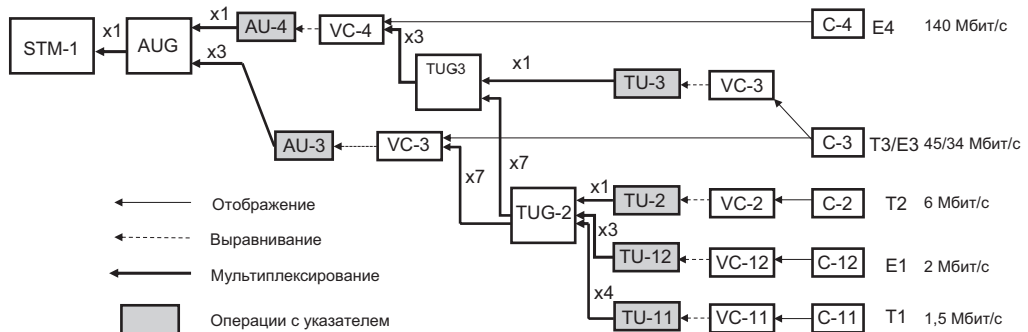 x1 AU-4 VC-4 C-4 E4 140 Мбит/с
STM-1 x1 AUG x3 x3
TUG3 x1 TU-3 VC-3
AU-3 VC-3 C-3 T3/E3 45/34 Мбит/с
x7 x7
TUG-2 x1 TU-2 VC-2 C-2 T2 6 Мбит/с
x3 TU-12 VC-12 C-12 E1 2 Мбит/с
x4 TU-11 VC-11 C-11 T1 1,5 Мбит/с
Отображение
Выравнивание
Мультиплексирование
Операции с указателем